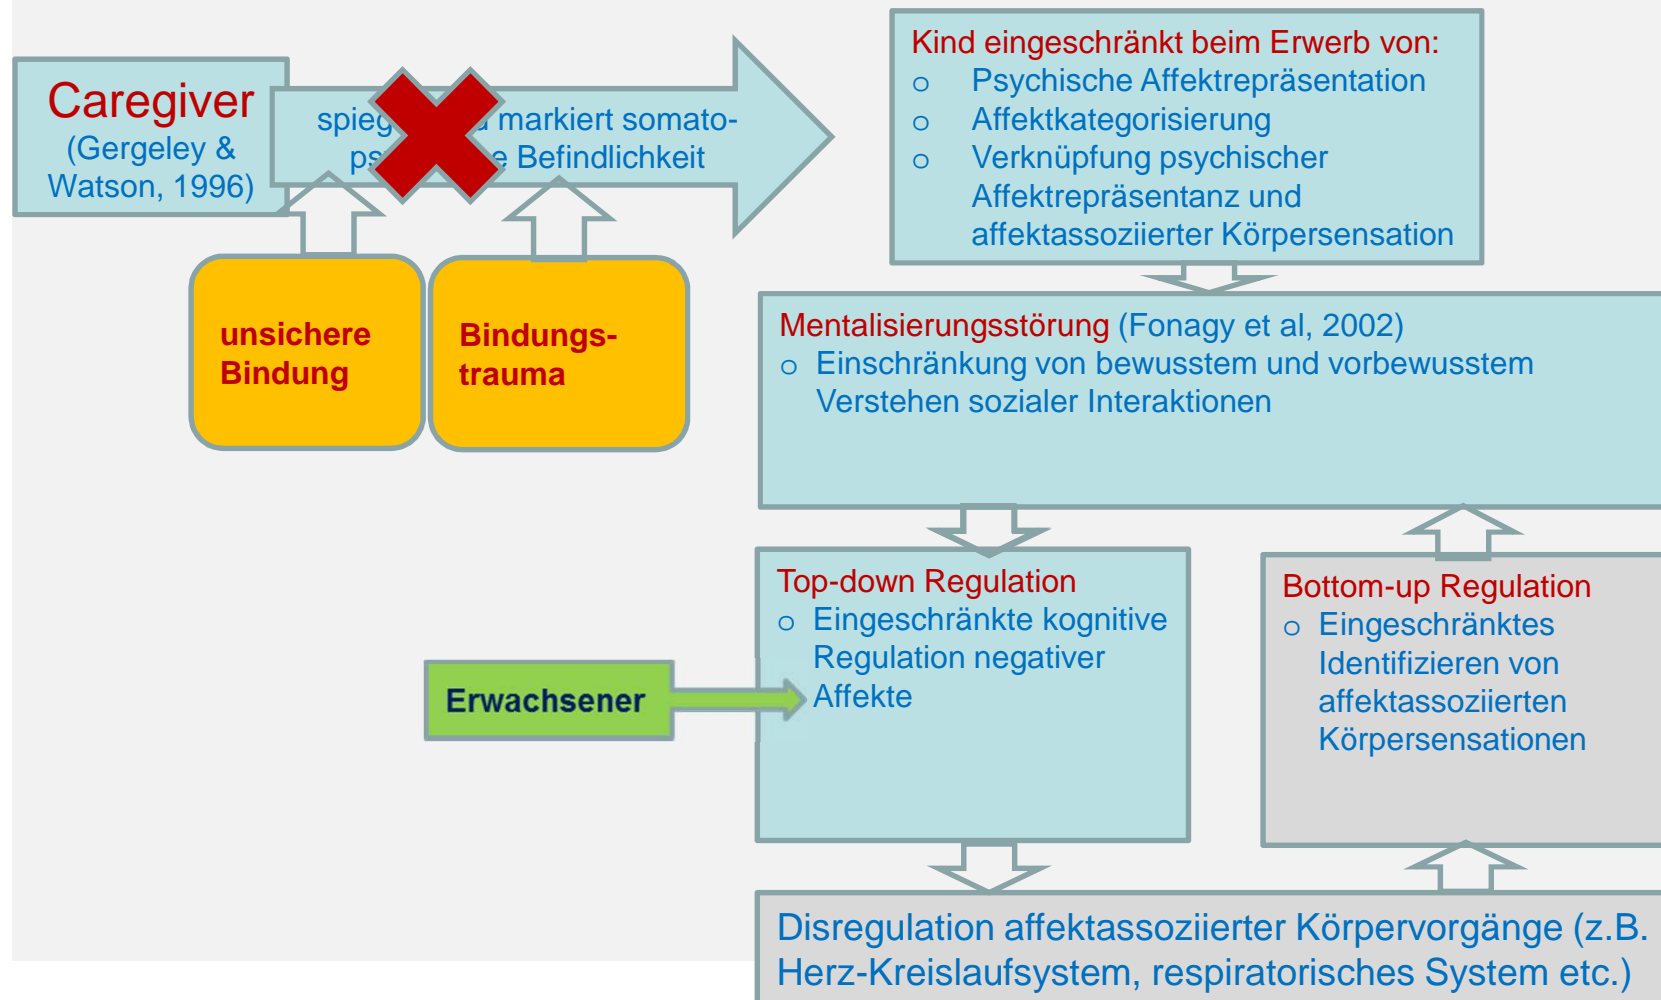 Caregiver
(Gergeley &
Watson, 1996)
markiert somato-
Befindlichkeit
unsichere
Bindung
Bindungs-
trauma
Kind eingeschränkt beim Erwerb von:
o Psychische Affektrepräsentation
o Affektkategorisierung
o Verknüpfung psychischer
Affektrepräsentanz und
affektassoziierter Körpersensation
Mentalisierungsstörung (Fonagy et al, 2002)
o Einschränkung von bewusstem und vorbewusstem
Verstehen sozialer Interaktionen
Top-down Regulation
o Eingeschränkte kognitive
Regulation negativer
Affekte
Erwachsener
Bottom-up Regulation
o Eingeschränktes
Identifizieren von
affektassoziierten
Körpersensationen
Disregulation affektassoziierter Körpervorgänge (z.B.
Herz-Kreislaufsystem, respiratorisches System etc.)